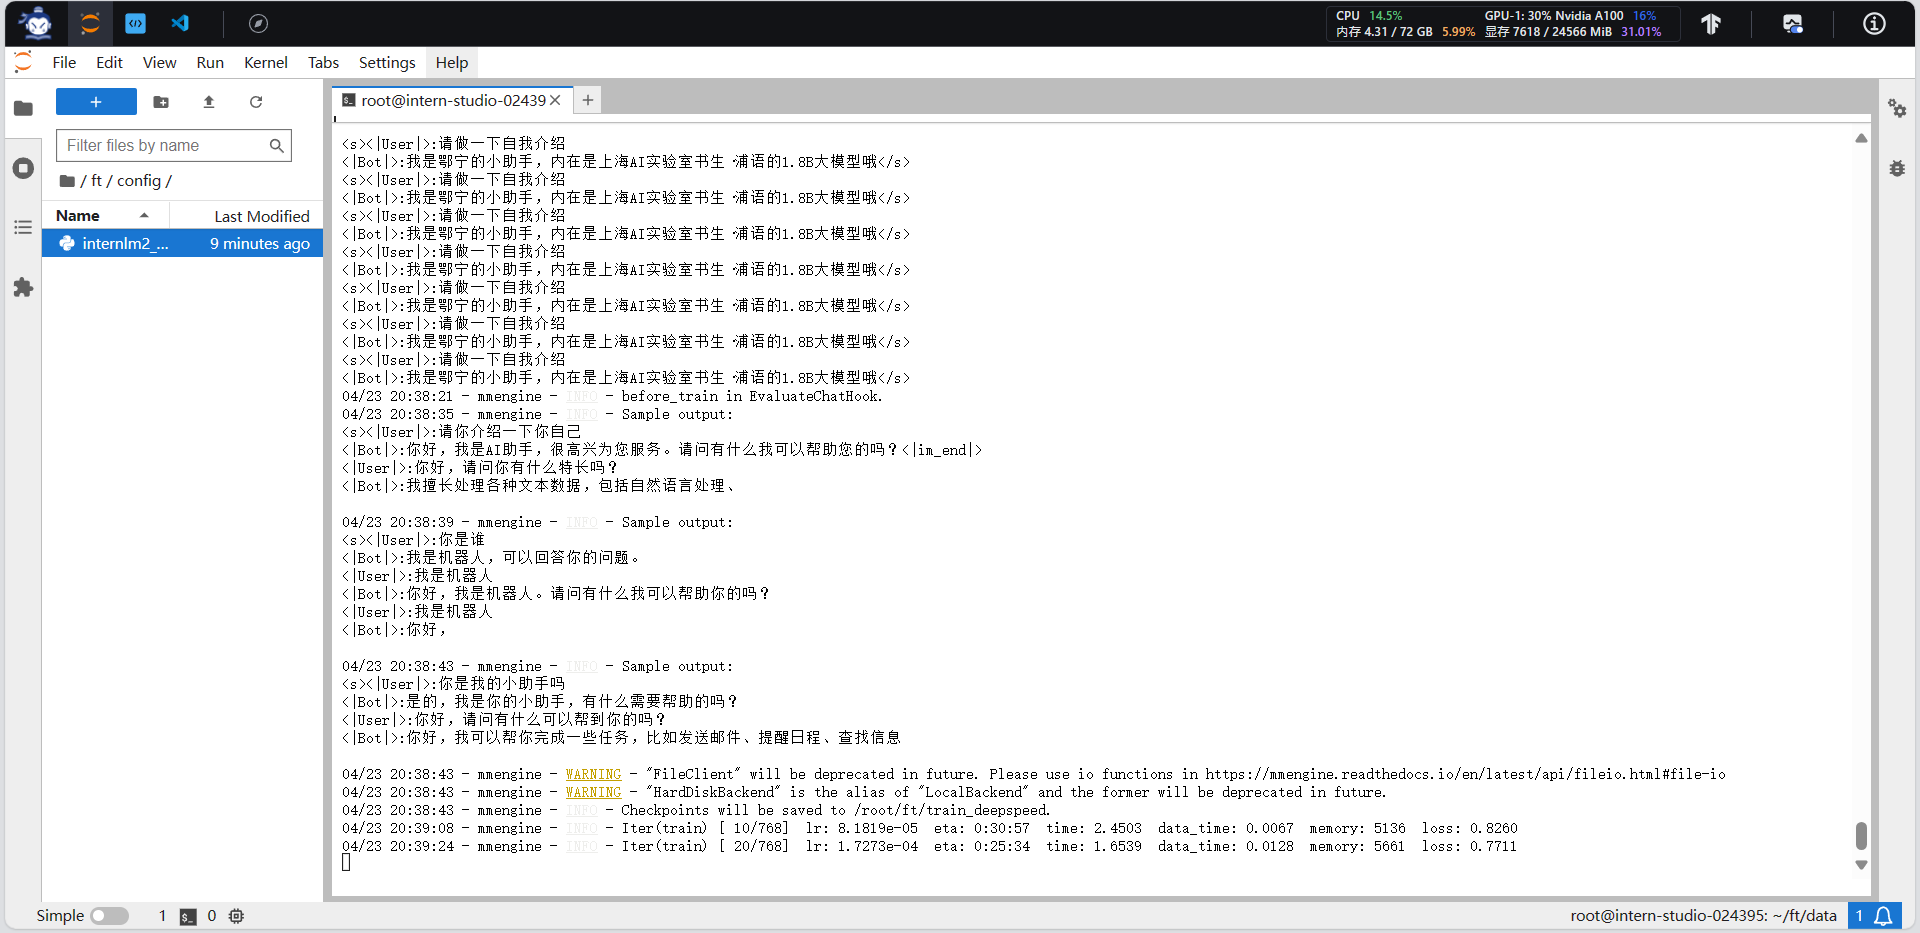 CPU 14.5% GPU-1: 30% Nvidia A100 16%
内存 4.31 / 72 GB 5.99% 显存 7618 / 24566 MiB 31.01%
File Edit View Run Kernel Tabs Settings Help
root@intern-studio-02439
Filter files by name
/ ft / config /
Name Last Modified
internlm2_... 9 minutes ago
<s><|User|>:请做一下自我介绍
<|Bot|>:我是鄂宁的小助手，内在是上海AI实验室书生·浦语的1.8B大模型哦</s>
<s><|User|>:请做一下自我介绍
<|Bot|>:我是鄂宁的小助手，内在是上海AI实验室书生·浦语的1.8B大模型哦</s>
<s><|User|>:请做一下自我介绍
<|Bot|>:我是鄂宁的小助手，内在是上海AI实验室书生·浦语的1.8B大模型哦</s>
<s><|User|>:请做一下自我介绍
<|Bot|>:我是鄂宁的小助手，内在是上海AI实验室书生·浦语的1.8B大模型哦</s>
<s><|User|>:请做一下自我介绍
<|Bot|>:我是鄂宁的小助手，内在是上海AI实验室书生·浦语的1.8B大模型哦</s>
<s><|User|>:请做一下自我介绍
<|Bot|>:我是鄂宁的小助手，内在是上海AI实验室书生·浦语的1.8B大模型哦</s>
<s><|User|>:请做一下自我介绍
<|Bot|>:我是鄂宁的小助手，内在是上海AI实验室书生·浦语的1.8B大模型哦</s>
04/23 20:38:21 - mmengine - INFO - before_train in EvaluateChatHook.
04/23 20:38:35 - mmengine - INFO - Sample output:
<s><|User|>:请你介绍一下你自己
<|Bot|>:你好，我是AI助手，很高兴为您服务。请问有什么我可以帮助您的吗？<|im_end|>
<|User|>:你好，请问你有什么特长吗？
<|Bot|>:我擅长处理各种文本数据，包括自然语言处理、
04/23 20:38:39 - mmengine - INFO - Sample output:
<s><|User|>:你是谁
<|Bot|>:我是机器人，可以回答你的问题。
<|User|>:我是机器人
<|Bot|>:你好，我是机器人。请问有什么我可以帮助你的吗？
<|User|>:我是机器人
<|Bot|>:你好，
04/23 20:38:43 - mmengine - INFO - Sample output:
<s><|User|>:你是我的小助手吗
<|Bot|>:是的，我是你的小助手，有什么需要帮助的吗？
<|User|>:你好，请问有什么可以帮到你的吗？
<|Bot|>:你好，我可以帮你完成一些任务，比如发送邮件、提醒日程、查找信息
04/23 20:38:43 - mmengine - WARNING - "FileClient" will be deprecated in future. Please use io functions in https://mmengine.readthedocs.io/en/latest/api/fileio.html#file-io
04/23 20:38:43 - mmengine - WARNING - "HardDiskBackend" is the alias of "LocalBackend" and the former will be deprecated in future.
04/23 20:38:43 - mmengine - INFO - Checkpoints will be saved to /root/ft/train_deepspeed.
04/23 20:39:08 - mmengine - INFO - Iter(train) [ 10/768] lr: 8.1819e-05 eta: 0:30:57 time: 2.4503 data_time: 0.0067 memory: 5136 loss: 0.8260
04/23 20:39:24 - mmengine - INFO - Iter(train) [ 20/768] lr: 1.7273e-04 eta: 0:25:34 time: 1.6539 data_time: 0.0128 memory: 5661 loss: 0.7711
Simple 1 0 root@intern-studio-024395: ~/ft/data 1